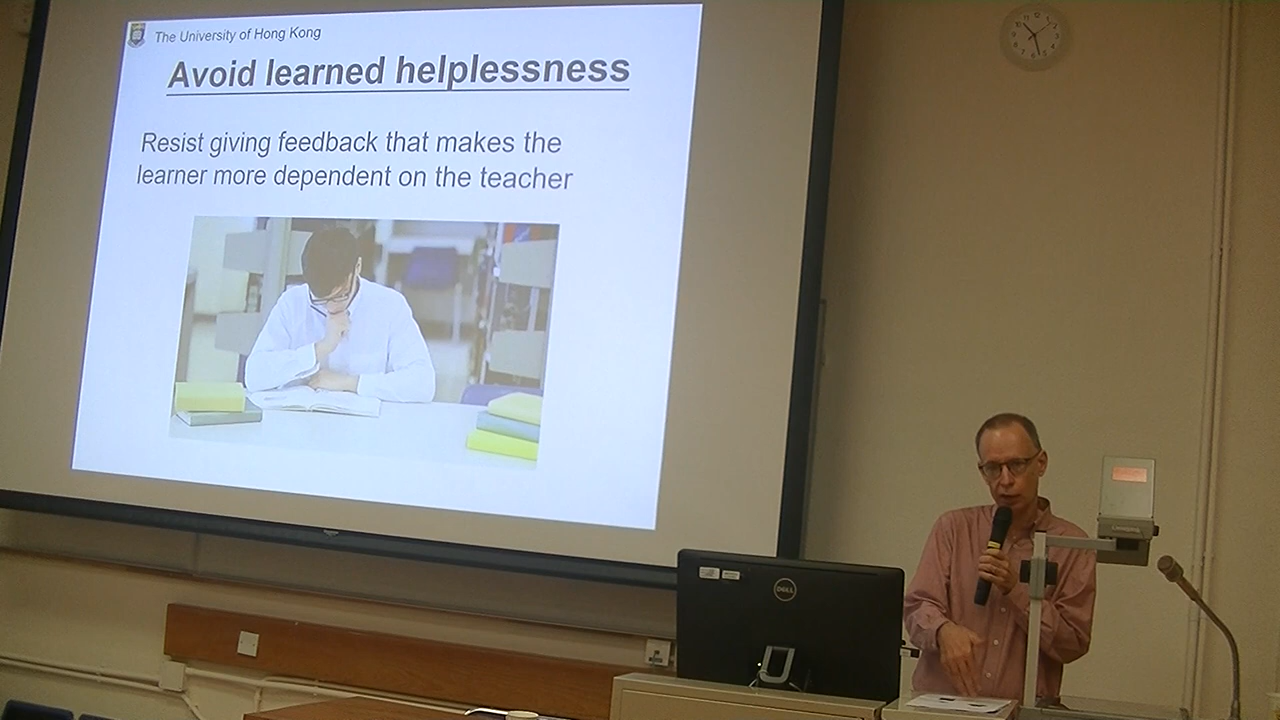 The University of Hong Kong
Avoid learned helplessness
Resist giving feedback that makes the
learner more dependent on the teacher
DELL